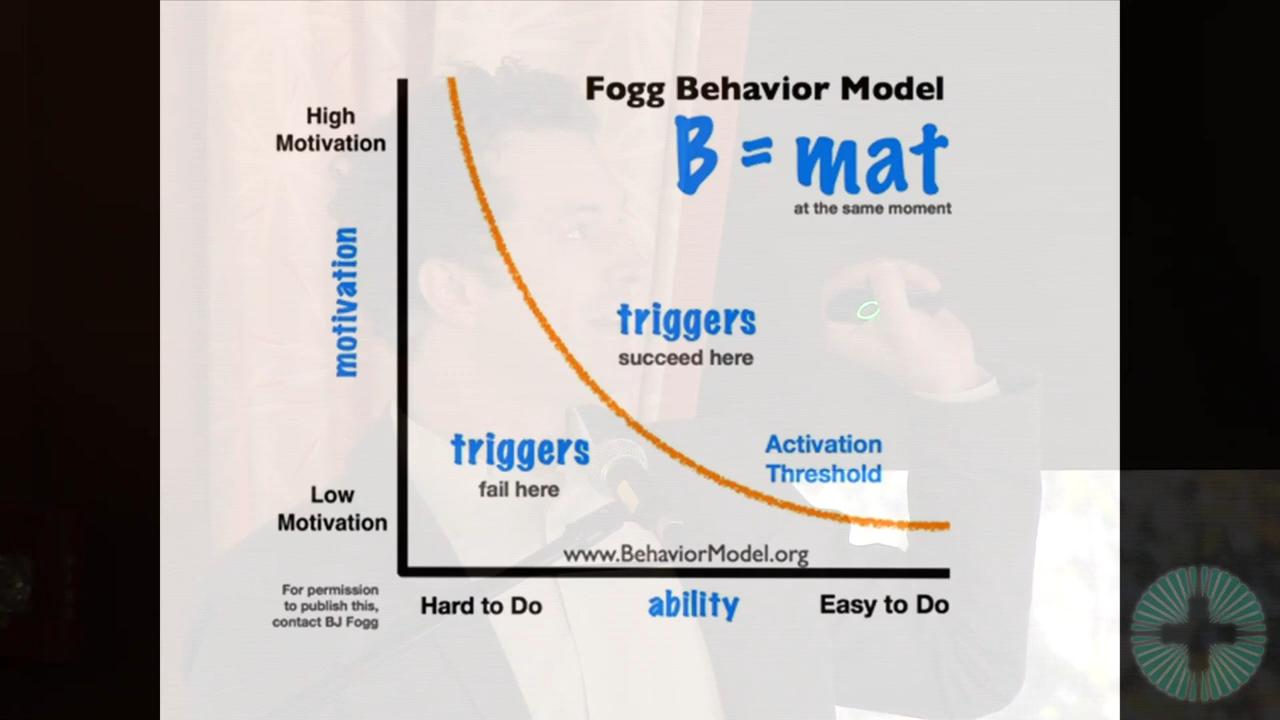 Fogg Behavior Model
B = mat
at the same moment
High
Motivation
motivation
triggers
succeed here
triggers
fail here
Activation
Threshold
Low
Motivation
www.BehaviorModel.org
For permission
to publish this,
contact BJ Fogg
Hard to Do
ability
Easy to Do